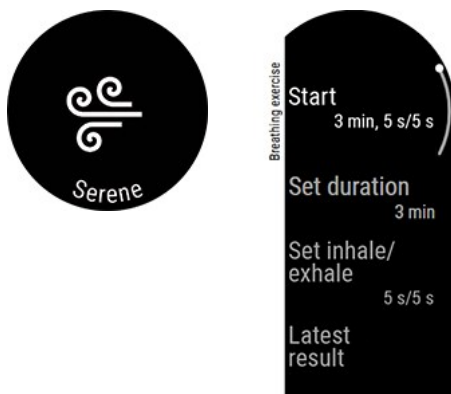 Serene
Breathing exercise
Start
3 min, 5 s/5 s
Set duration
3 min
Set inhale/
exhale
5 s/5 s
Latest
result